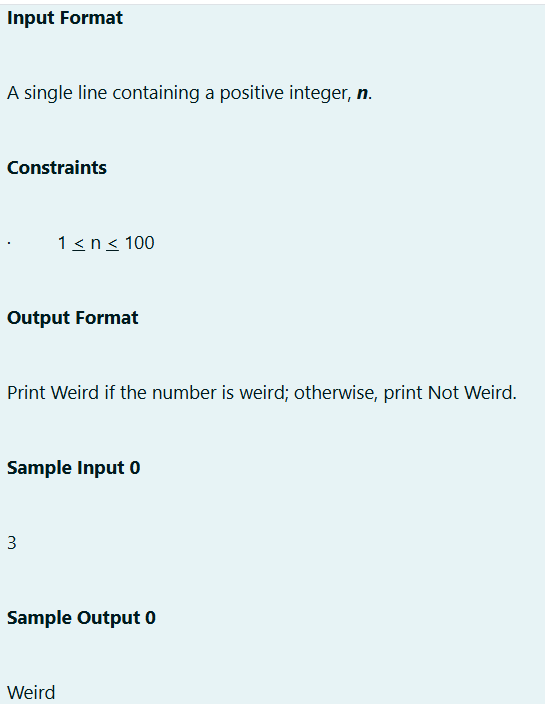 Input Format
A single line containing a positive integer, n.
Constraints
· 1 ≤ n ≤ 100
Output Format
Print Weird if the number is weird; otherwise, print Not Weird.
Sample Input 0
3
Sample Output 0
Weird